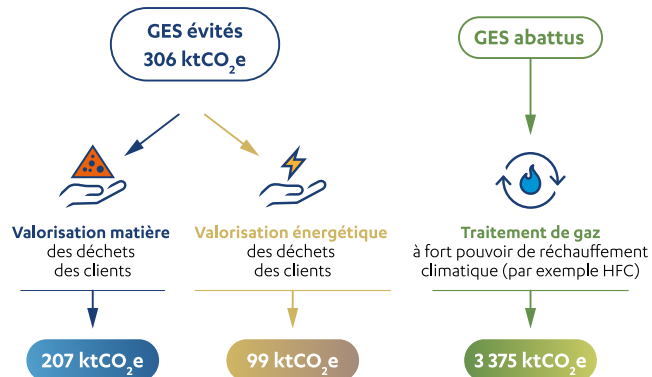 GES évités
306 ktCO₂e
GES abattus
Valorisation matière
des déchets
des clients
Valorisation énergétique
des déchets
des clients
Traitement de gaz
à fort pouvoir de réchauffement
climatique (par exemple HFC)
207 ktCO₂e
99 ktCO₂e
3 375 ktCO₂e